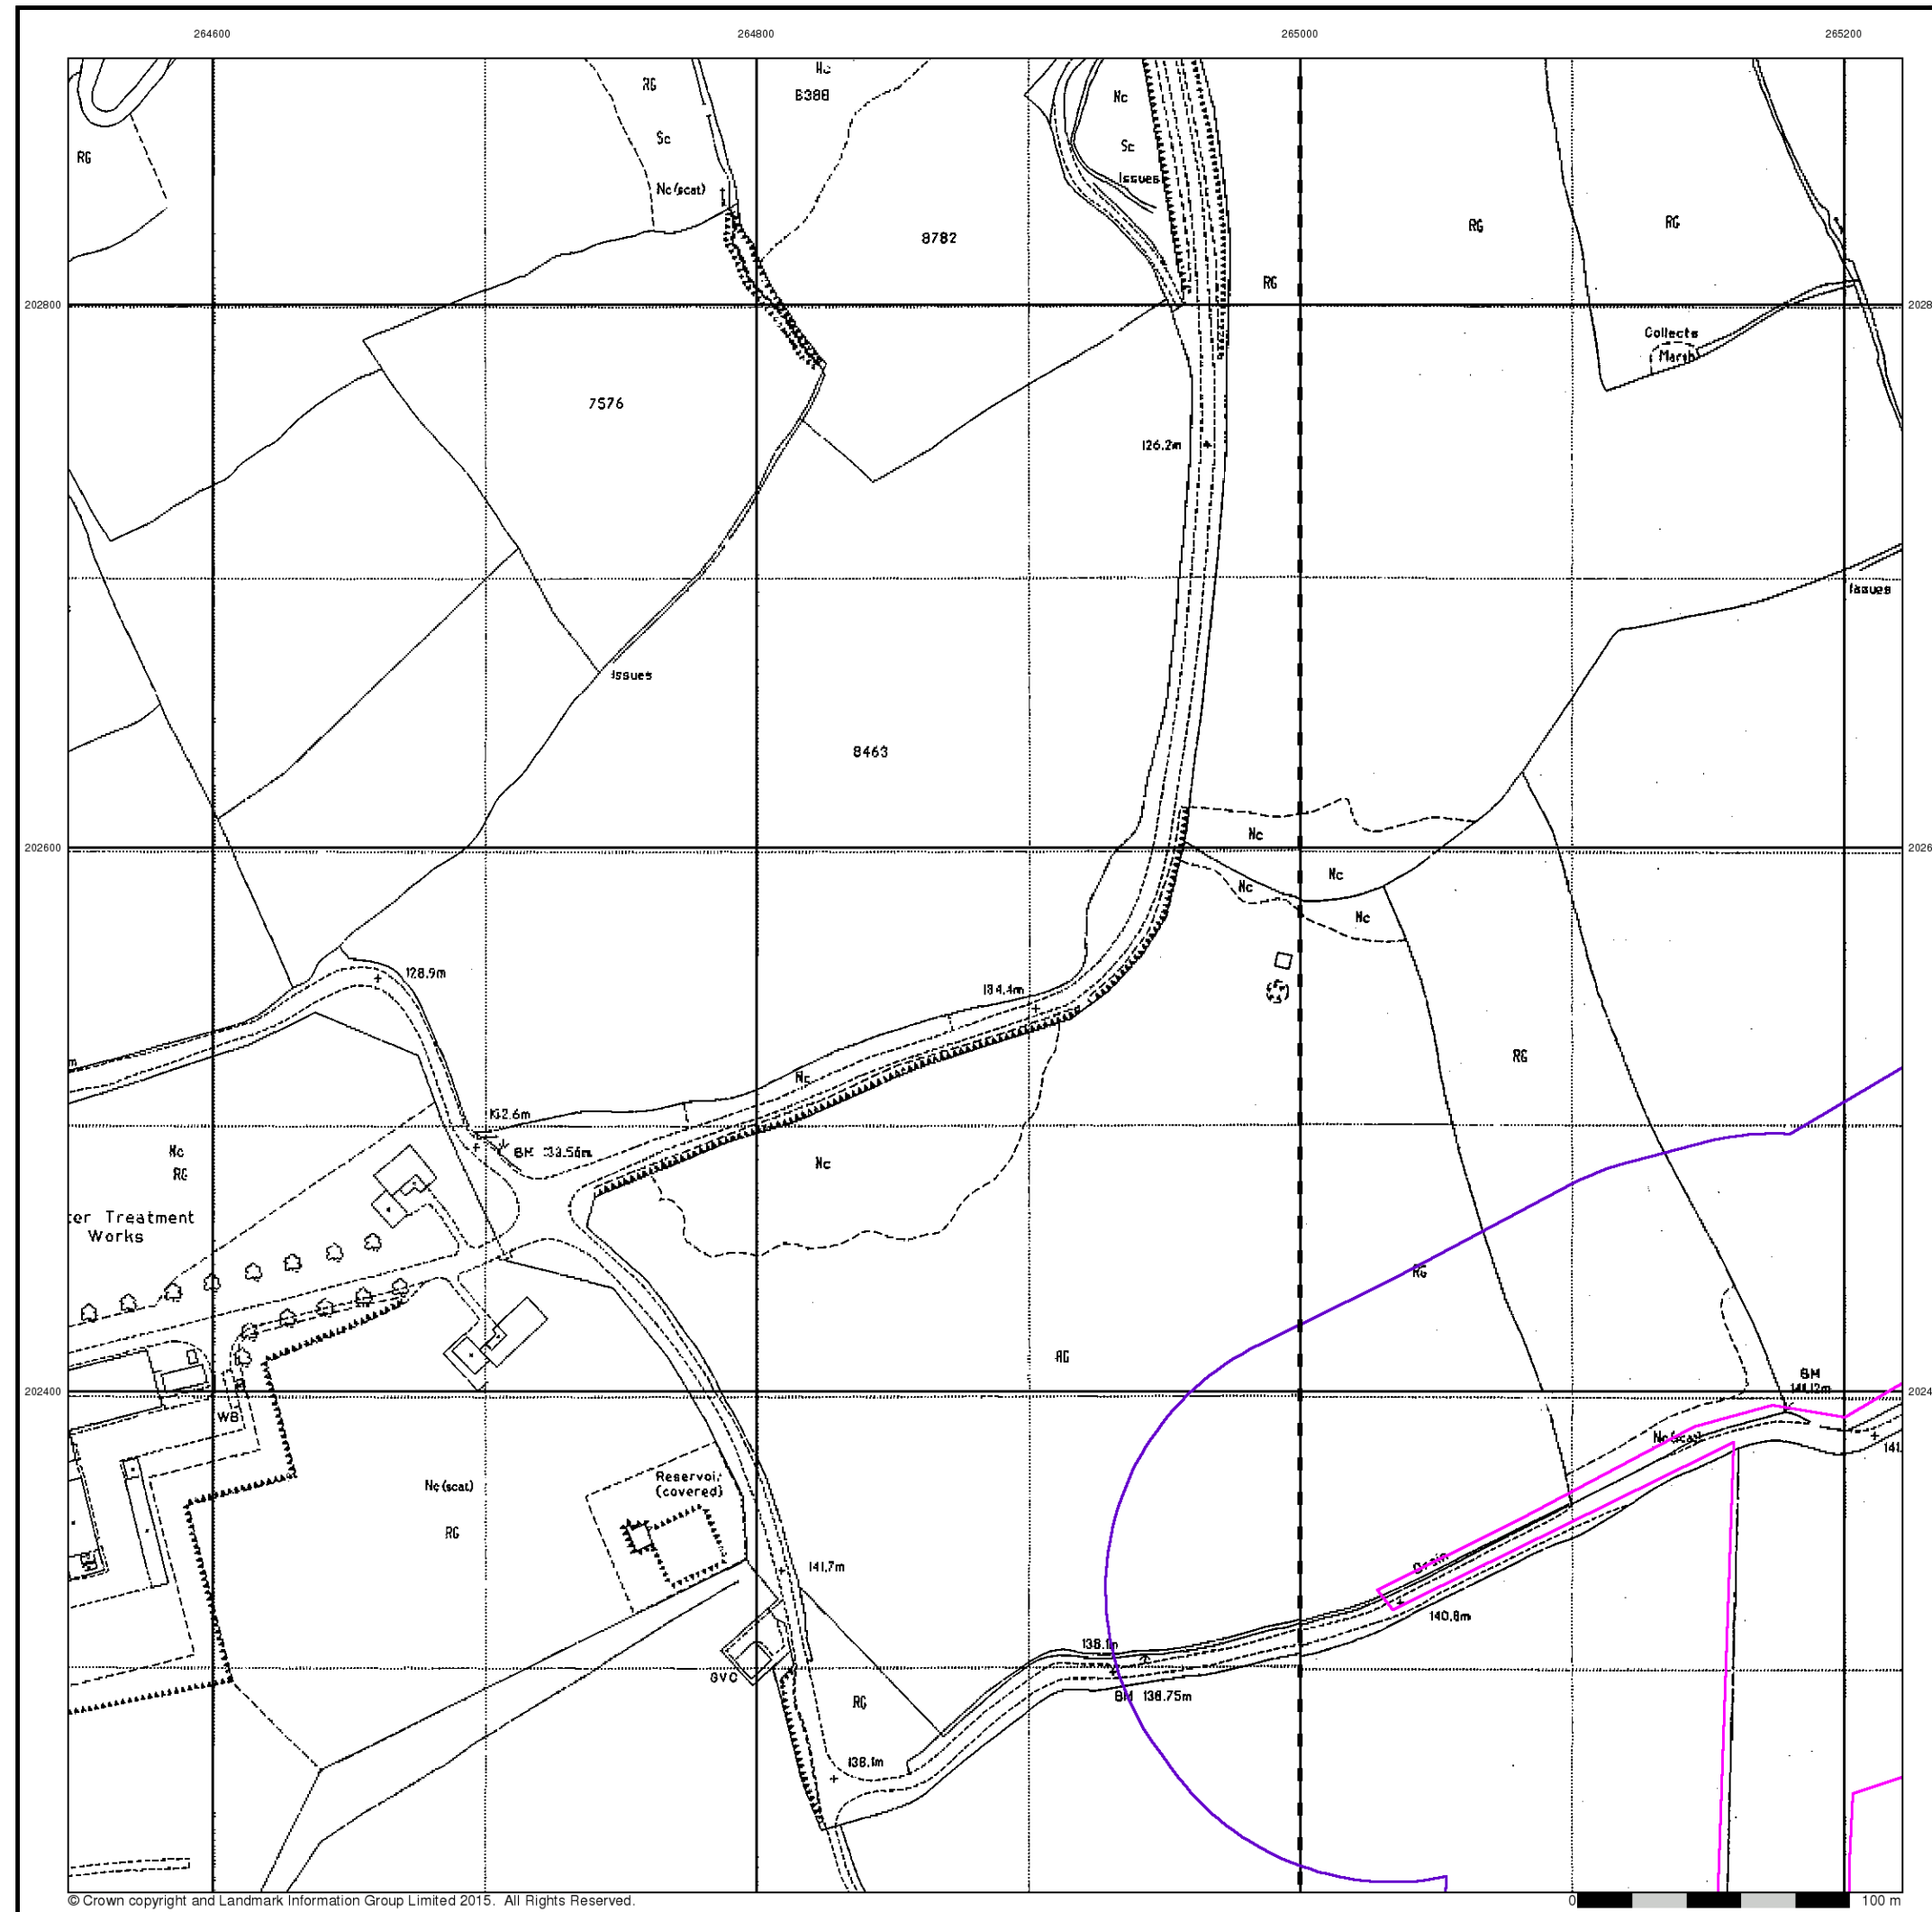 264600 264800 265000 265200
RG
Nc
8388
Nc
RG
Sc
Sc
Nc (scat)
Issues
8782
RG
RG
RG
202800
Collects
Marsh
7576
126.2m
Issues
Issues
8463
Nc
202600
Nc
Nc
Nc
128.9m
134.4m
RG
m
Nc
132.6m
BM 133.56m
Nc
RG
Nc
ter Treatment
Works
RG
RG
BM
202400
WB
Nc (scat)
141.
Reservoir
(covered)
Nc (scat)
RG
141.7m
Drain
140.8m
138.1m
GVC
BM 138.75m
RG
138.1m
© Crown copyright and Landmark Information Group Limited 2015. All Rights Reserved.
0 100 m